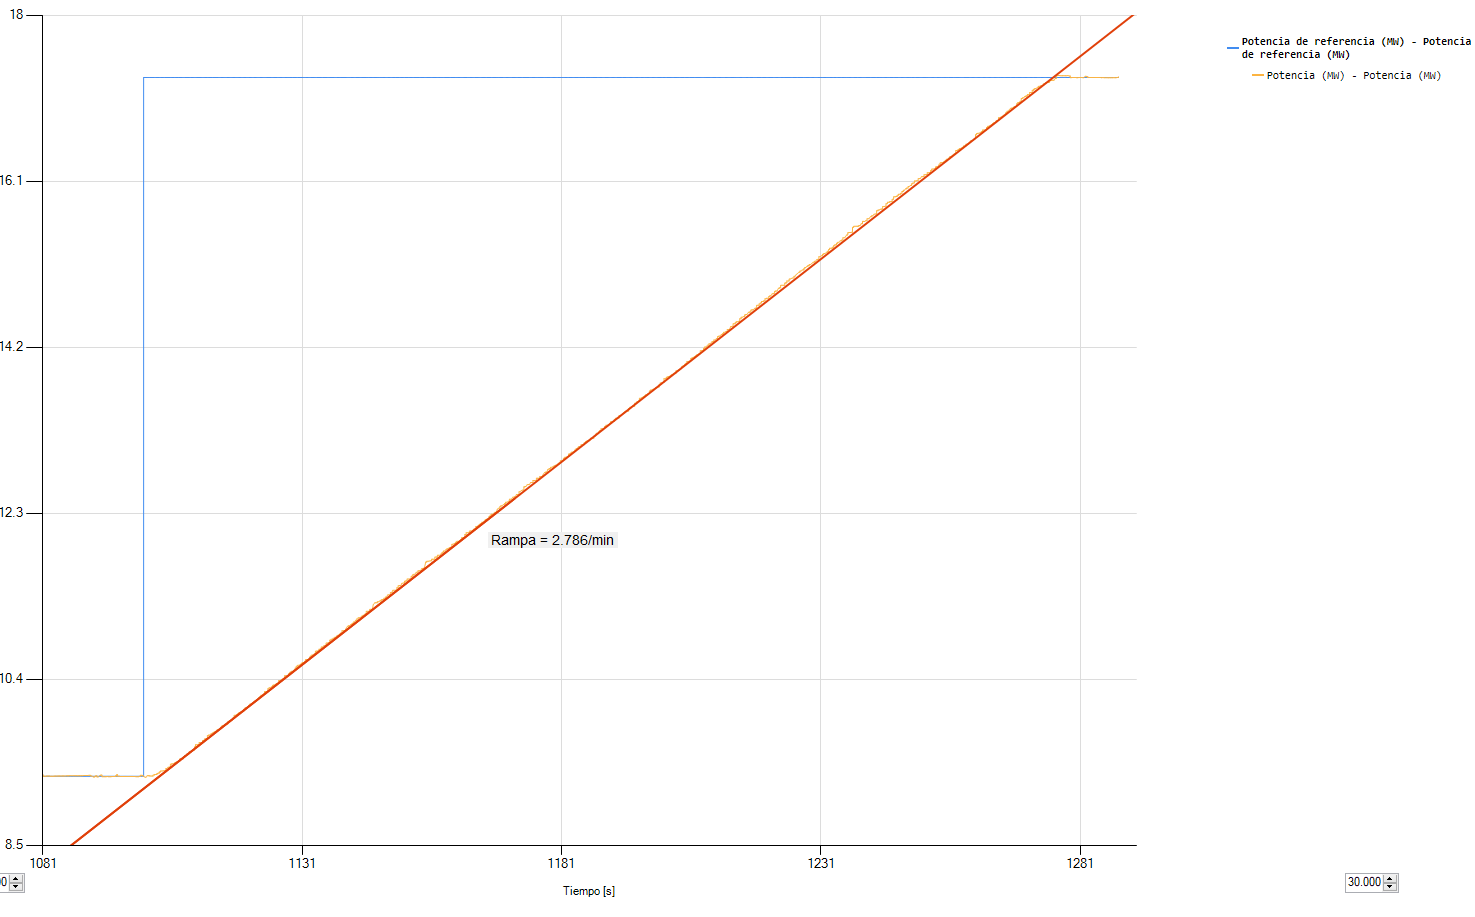 18
Potencia de referencia (MW) - Potencia
de referencia (MW)
Potencia (MW) - Potencia (MW)
16.1
14.2
12.3
Rampa = 2.786/min
10.4
8.5
1081 1131 1181 1231 1281
30.000
Tiempo [s]